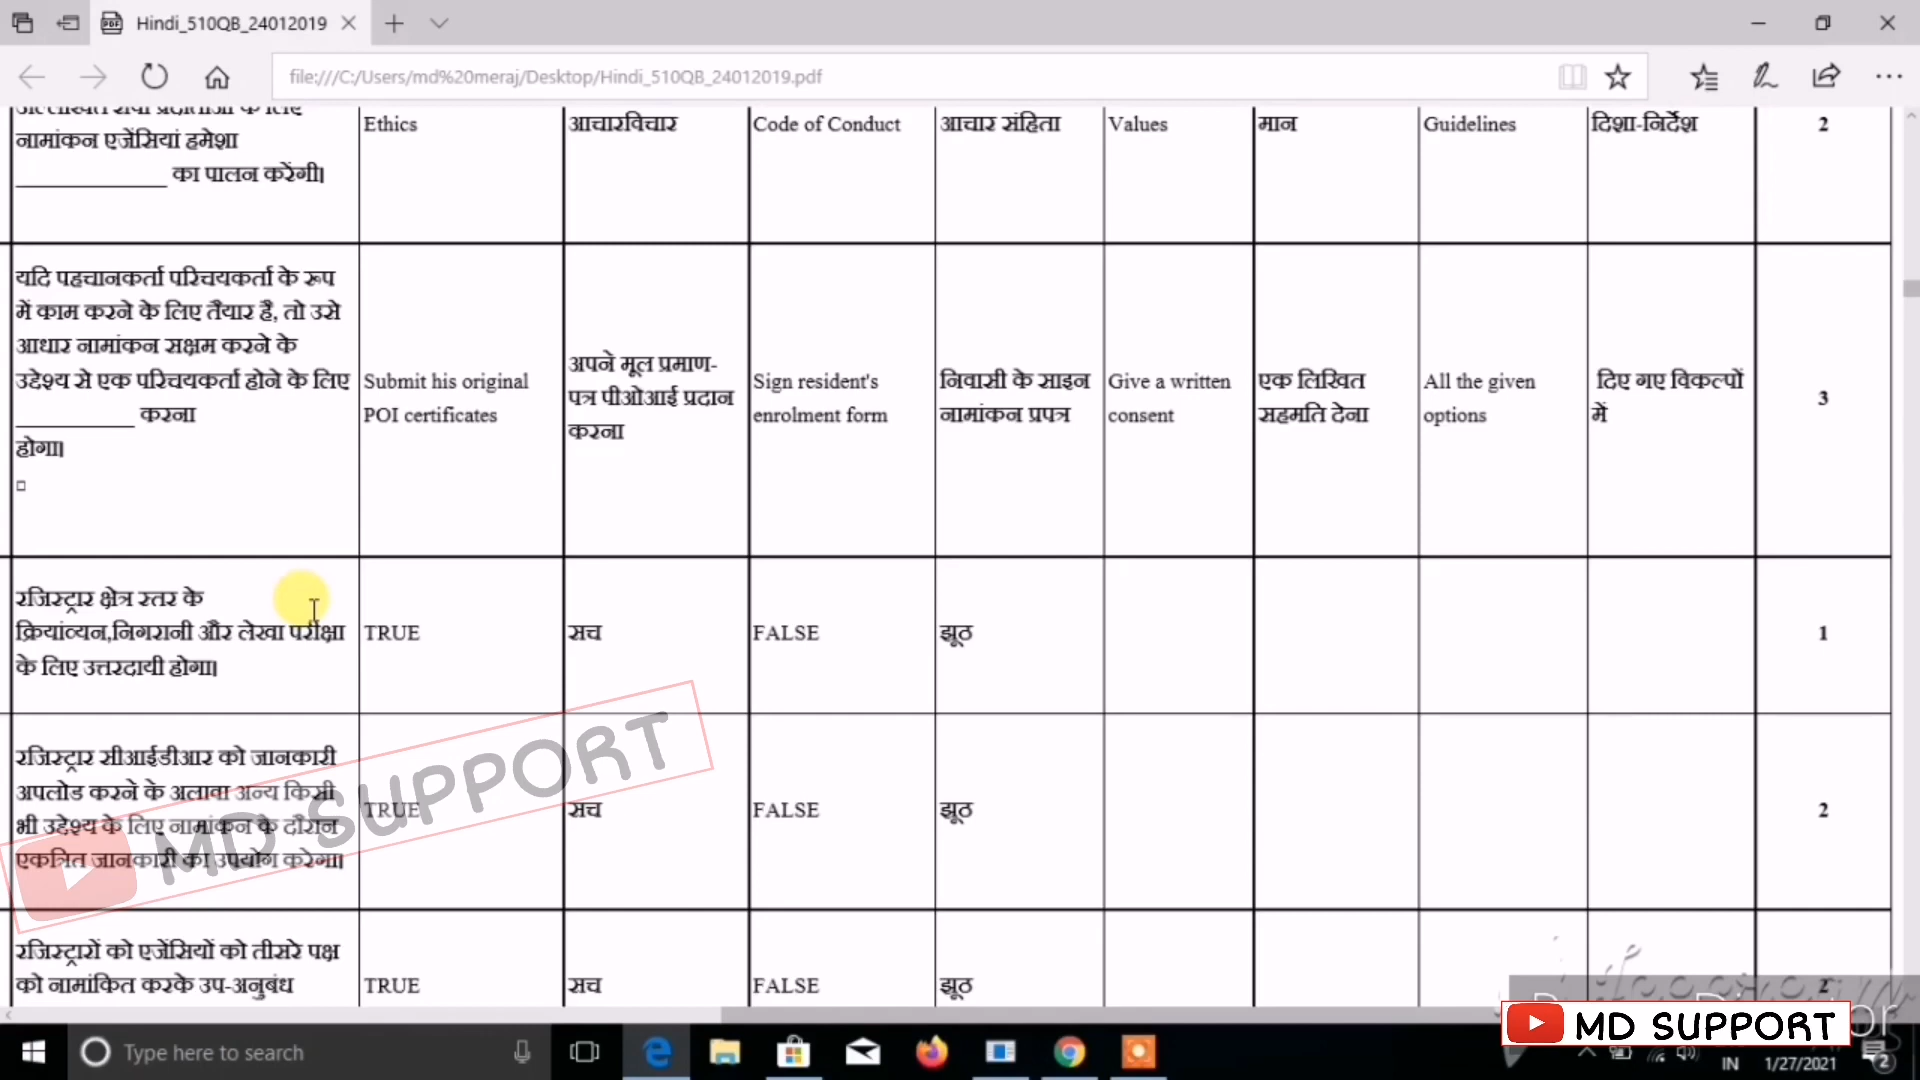 Hindi_510QB_24012019
file:///C:/Users/md%20meraj/Desktop/Hindi_510QB_24012019.pdf
उल्लिखित सेवा प्रदाताओं के लिए
नामांकन एजेंसियां हमेशा
______________ का पालन करेंगी।
Ethics
आचारविचार
Code of Conduct
आचार संहिता
Values
मान
Guidelines
दिशा-निर्देश
2
यदि पहचानकर्ता परिचयकर्ता के रूप
में काम करने के लिए तैयार है, तो उसे
आधार नामांकन सक्षम करने के
उद्देश्य से एक परिचयकर्ता होने के लिए
___________ करना
होगा।
Submit his original
POI certificates
अपने मूल प्रमाण-
पत्र पीओआई प्रदान
करना
Sign resident's
enrolment form
निवासी के साइन
नामांकन प्रपत्र
Give a written
consent
एक लिखित
सहमति देना
All the given
options
दिए गए विकल्पों
में
3
रजिस्ट्रार क्षेत्र स्तर के
क्रियांव्यन,निगरानी और लेखा परीक्षा
के लिए उत्तरदायी होगा।
TRUE
सच
FALSE
झूठ
1
रजिस्ट्रार सीआईडीआर को जानकारी
अपलोड करने के अलावा अन्य किसी
भी उद्देश्य के लिए नामांकन के दौरान
एकत्रित जानकारी का उपयोग करेगा।
TRUE
सच
FALSE
झूठ
2
रजिस्ट्रारों को एजेंसियों को तीसरे पक्ष
को नामांकित करके उप-अनुबंध
TRUE
सच
FALSE
झूठ
2
MD SUPPORT
MD SUPPORT
Type here to search
IN
1/27/2021
2